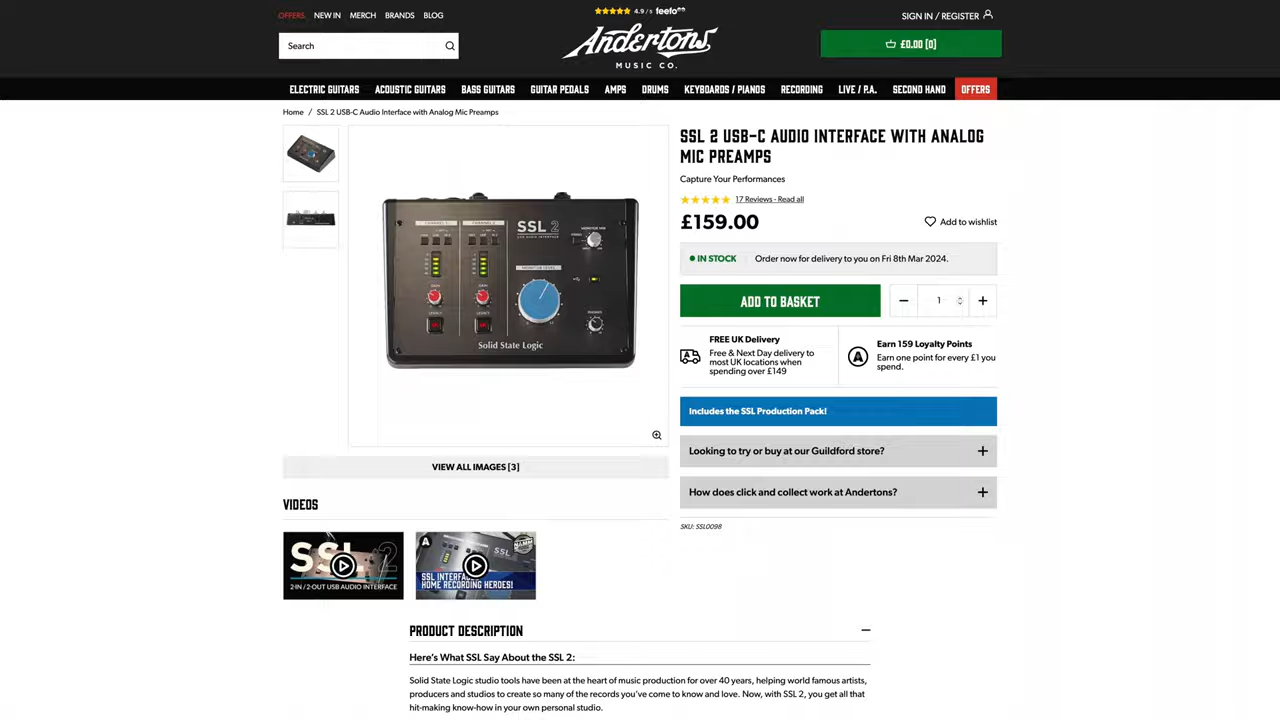 OFFERS
NEW IN
MERCH
BRANDS
BLOG
4.9 / 5 feefo
SIGN IN / REGISTER
Search
Andertons
MUSIC CO.
£0.00 [0]
ELECTRIC GUITARS
ACOUSTIC GUITARS
BASS GUITARS
GUITAR PEDALS
AMPS
DRUMS
KEYBOARDS / PIANOS
RECORDING
LIVE / P.A.
SECOND HAND
OFFERS
Home / SSL 2 USB-C Audio Interface with Analog Mic Preamps
SSL 2
MONITOR LEVEL
Solid State Logic
VIEW ALL IMAGES [3]
SSL 2 USB-C AUDIO INTERFACE WITH ANALOG
MIC PREAMPS
Capture Your Performances
17 Reviews - Read all
£159.00
Add to wishlist
IN STOCK
Order now for delivery to you on Fri 8th Mar 2024.
ADD TO BASKET
− 1 +
FREE UK Delivery
Free & Next Day delivery to
most UK locations when
spending over £149
A
Earn 159 Loyalty Points
Earn one point for every £1 you
spend.
Includes the SSL Production Pack!
Looking to try or buy at our Guildford store? +
How does click and collect work at Andertons? +
SKU: SSL0098
VIDEOS
SSL 2
2-IN / 2-OUT USB AUDIO INTERFACE
A
SSL
NAMM
HOME RECORDING HEROES!
PRODUCT DESCRIPTION
Here's What SSL Say About the SSL 2:
Solid State Logic studio tools have been at the heart of music production for over 40 years, helping world famous artists,
producers and studios to create so many of the records you've come to know and love. Now, with SSL 2, you get all that
hit-making know-how in your own personal studio.